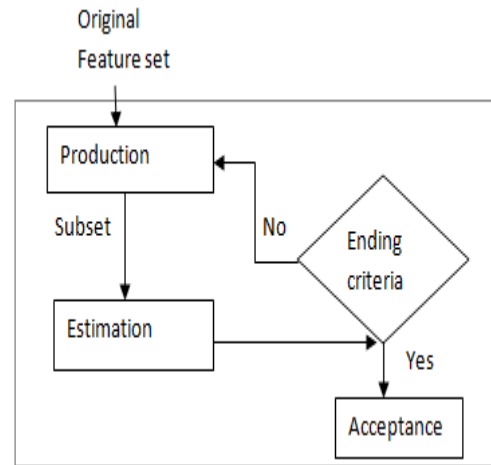 Original
Feature set
Production
Subset
No
Ending
criteria
Estimation
Yes
Acceptance